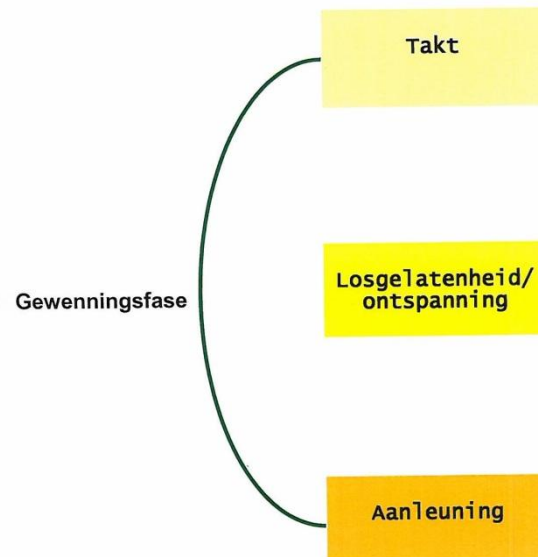 Takt
Losgelatenheid/
ontspanning
Gewenningsfase
Aanleuning